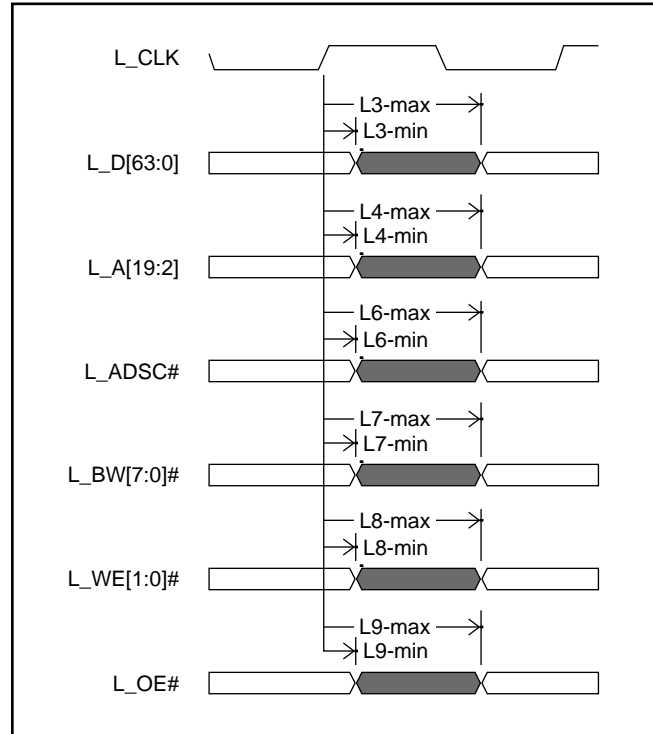 L_CLK
L3-max
L3-min
L_D[63:0]
L4-max
L4-min
L_A[19:2]
L6-max
L6-min
L_ADSC#
L7-max
L7-min
L_BW[7:0]#
L8-max
L8-min
L_WE[1:0]#
L9-max
L9-min
L_OE#